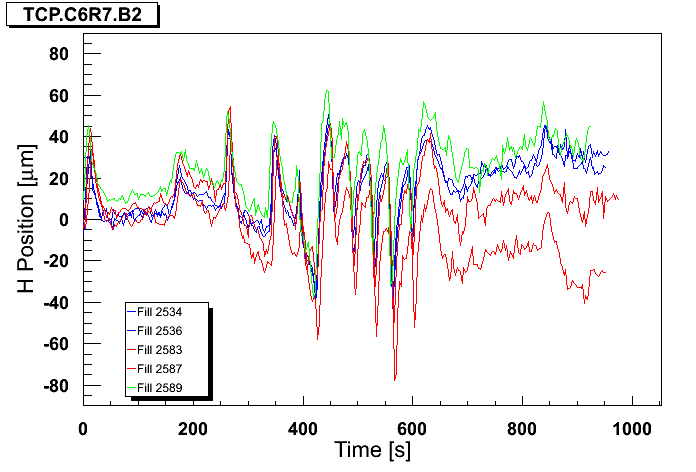 TCP.C6R7.B2
H Position [μm]
80
60
40
20
0
-20
-40
-60
-80
Fill 2534
Fill 2536
Fill 2583
Fill 2587
Fill 2589
0 200 400 600 800 1000
Time [s]